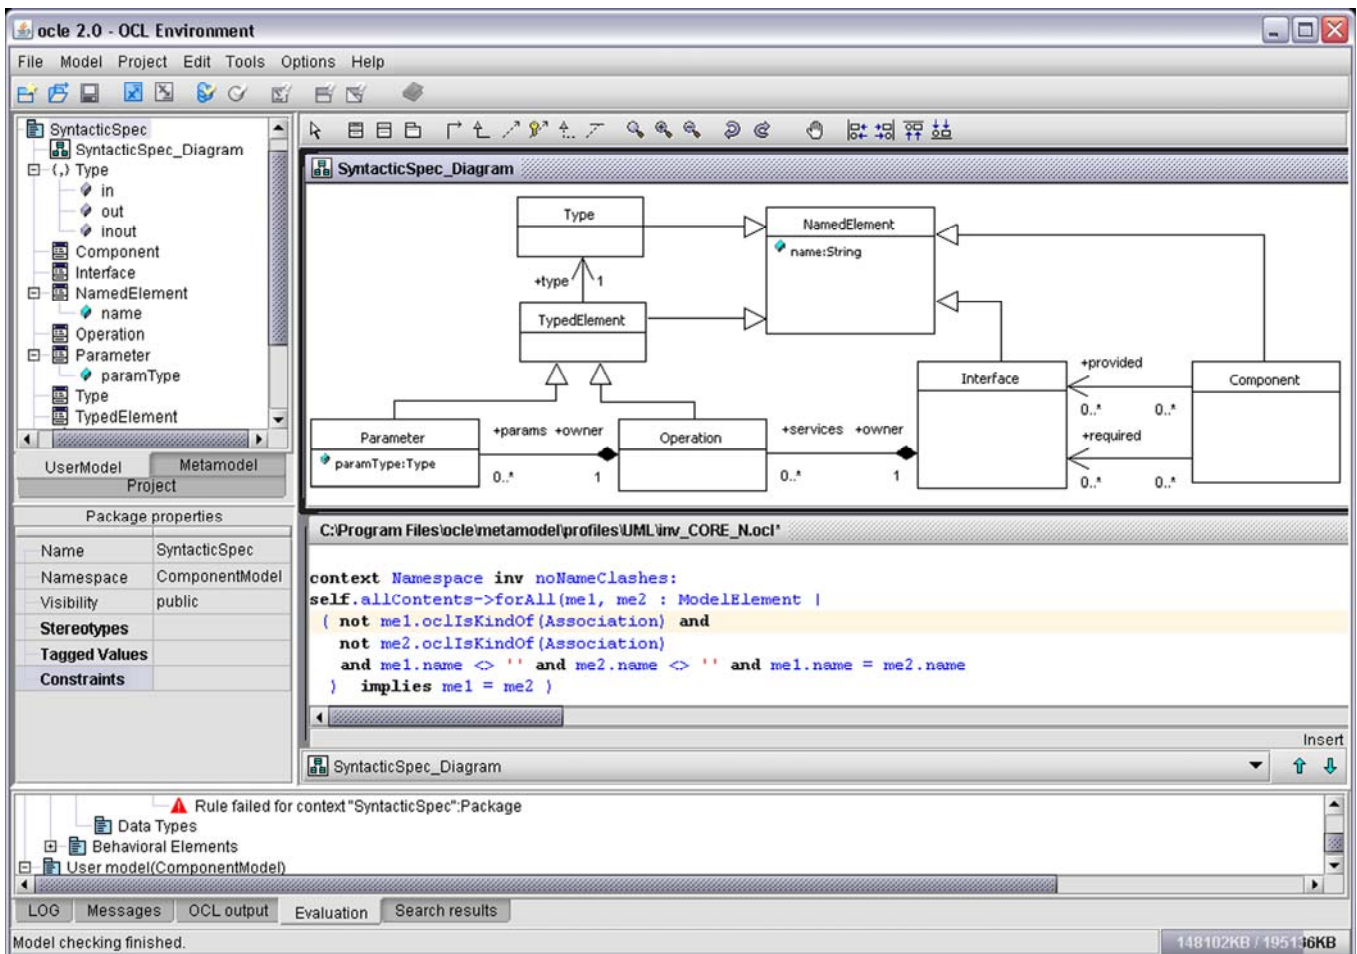 ocle 2.0 - OCL Environment
File Model Project Edit Tools Options Help
SyntacticSpec
SyntacticSpec_Diagram
(,) Type
in
out
inout
Component
Interface
NamedElement
name
Operation
Parameter
paramType
Type
TypedElement
UserModel Metamodel
Project
Package properties
Name SyntacticSpec
Namespace ComponentModel
Visibility public
Stereotypes
Tagged Values
Constraints
SyntacticSpec_Diagram
Type
NamedElement
name:String
+type 1
TypedElement
+provided
Interface
Component
0..* 0..*
+required
0..* 0..*
Parameter
paramType:Type
+params +owner
0..* 1
Operation
+services +owner
0..* 1
C:\Program Files\ocle\metamodel\profiles\UML\inv_CORE_N.ocl*
context Namespace inv noNameClashes:
self.allContents->forAll(me1, me2 : ModelElement |
( not me1.oclIsKindOf(Association) and
not me2.oclIsKindOf(Association)
and me1.name <> '' and me2.name <> '' and me1.name = me2.name
) implies me1 = me2 )
Insert
SyntacticSpec_Diagram
Rule failed for context "SyntacticSpec":Package
Data Types
Behavioral Elements
User model(ComponentModel)
LOG Messages OCL output Evaluation Search results
Model checking finished.
148102KB / 195136KB